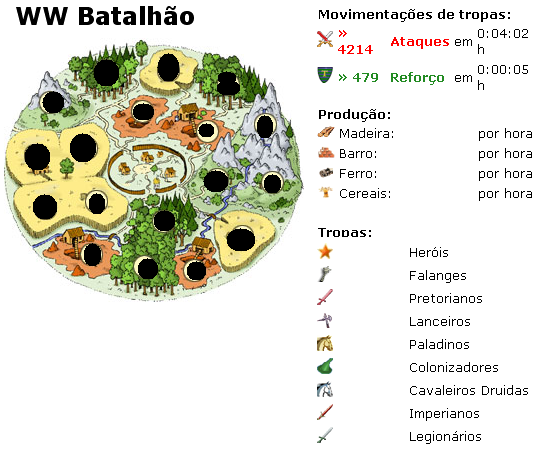 WW Batalhão
Movimentações de tropas:
» 4214 Ataques em 0:04:02 h
» 479 Reforço em 0:00:05 h
Produção:
Madeira: por hora
Barro: por hora
Ferro: por hora
Cereais: por hora
Tropas:
Heróis
Falanges
Pretorianos
Lanceiros
Paladinos
Colonizadores
Cavaleiros Druidas
Imperianos
Legionários